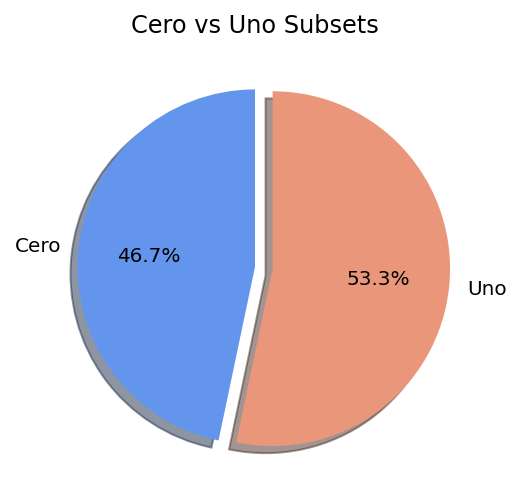 Cero vs Uno Subsets
Cero
46.7%
53.3%
Uno